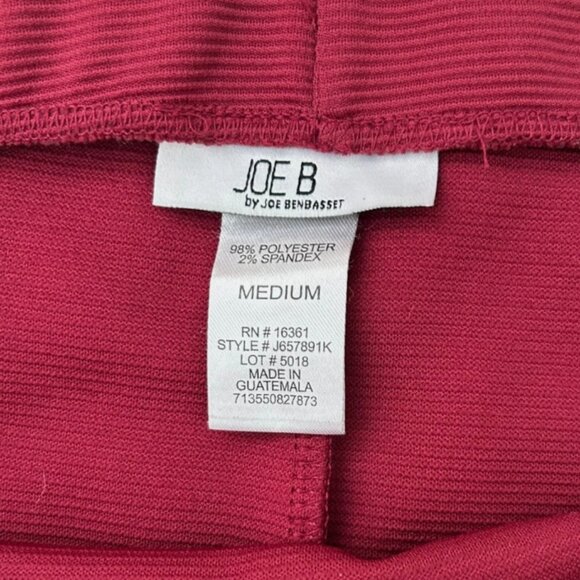 JOE B
by JOE BENBASSET
98% POLYESTER
2% SPANDEX
MEDIUM
RN # 16361
STYLE # J657891K
LOT # 5018
MADE IN
GUATEMALA
713550827873